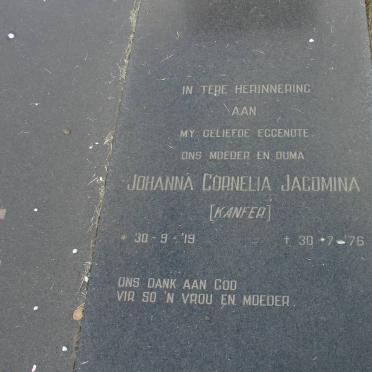 IN TERE HERINNERING
AAN
MY GELIEFDE EGGENOTE.
ONS MOEDER EN OUMA
JOHANNA CORNELIA JACOMINA
[KANFER]
* 30-9-'19 † 30-7-'76
ONS DANK AAN GOD
VIR SO 'N VROU EN MOEDER.